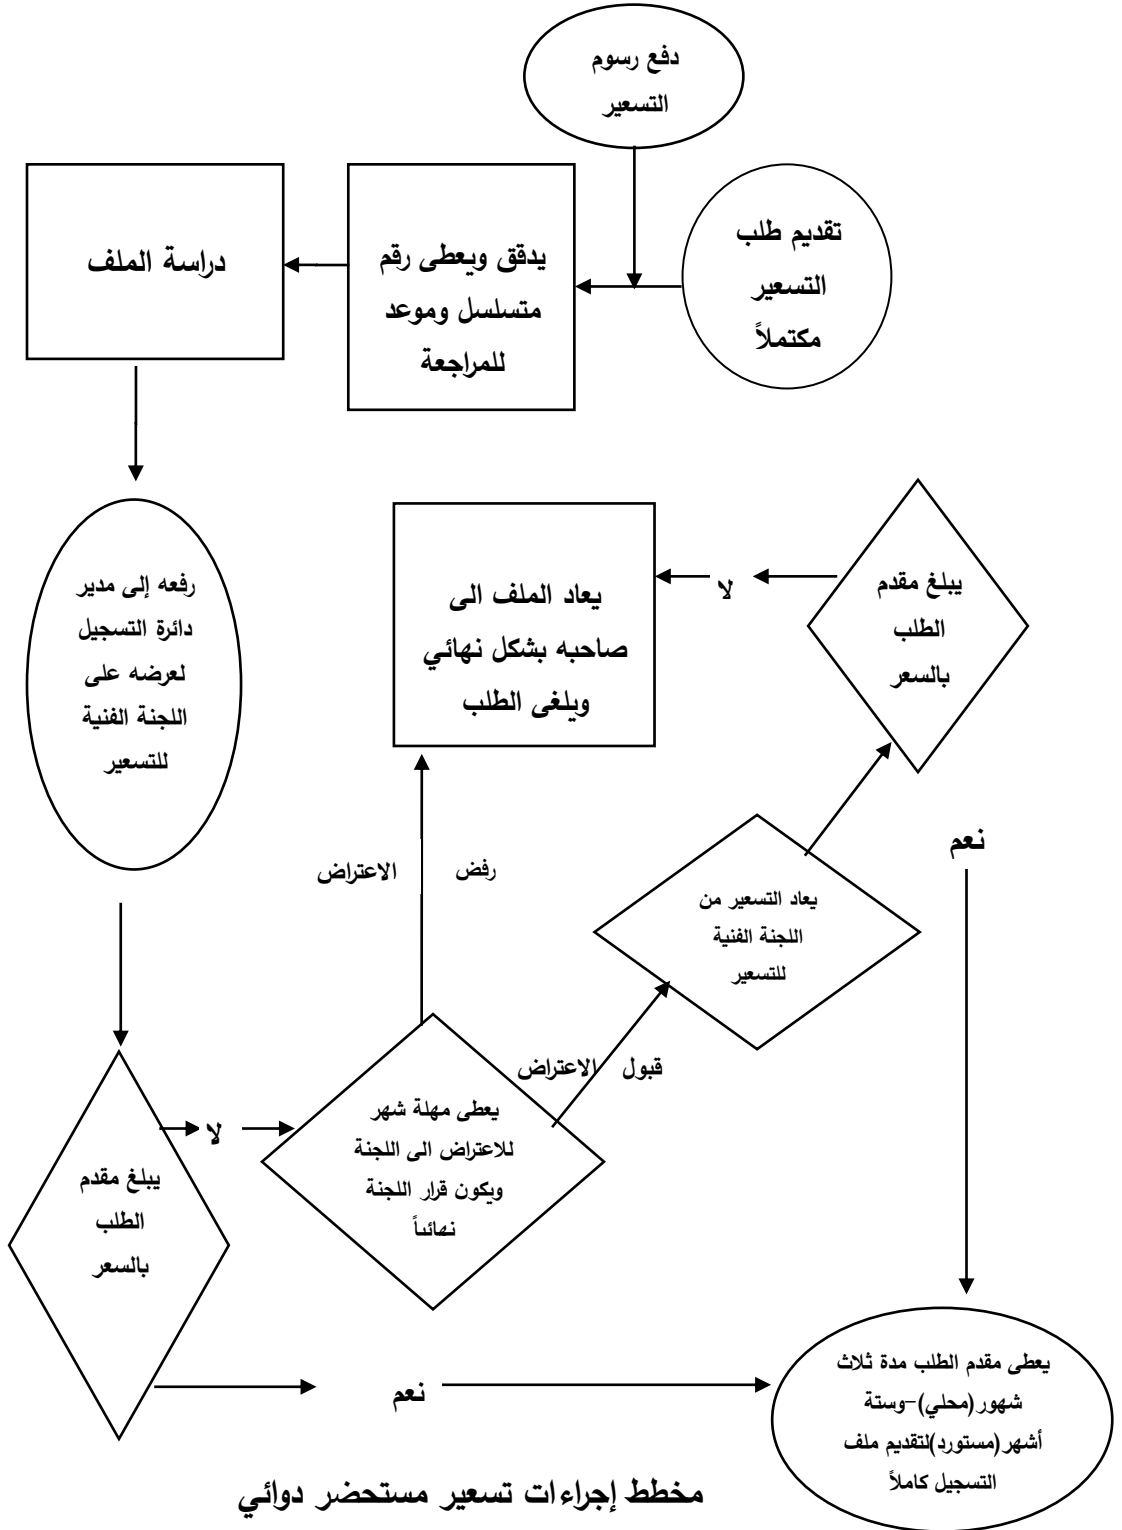 دفع رسوم
التسعير
تقديم طلب
التسعير
مكتملاً
يدقق ويعطى رقم
متسلسل وموعد
للمراجعة
دراسة الملف
رفعه إلى مدير
دائرة التسجيل
لعرضه على
اللجنة الفنية
للتسعير
يبلغ مقدم
الطلب
بالسعر
لا
يعاد الملف الى
صاحبه بشكل نهائي
ويلغى الطلب
نعم
رفض الاعتراض
يعاد التسعير من
اللجنة الفنية
للتسعير
قبول الاعتراض
يعطى مهلة شهر
للاعتراض الى اللجنة
ويكون قرار اللجنة
نهائياً
لا
يبلغ مقدم
الطلب
بالسعر
نعم
يعطى مقدم الطلب مدة ثلاث
شهور(محلي)-وستة
أشهر(مستورد)لتقديم ملف
التسجيل كاملاً
مخطط إجراءات تسعير مستحضر دوائي